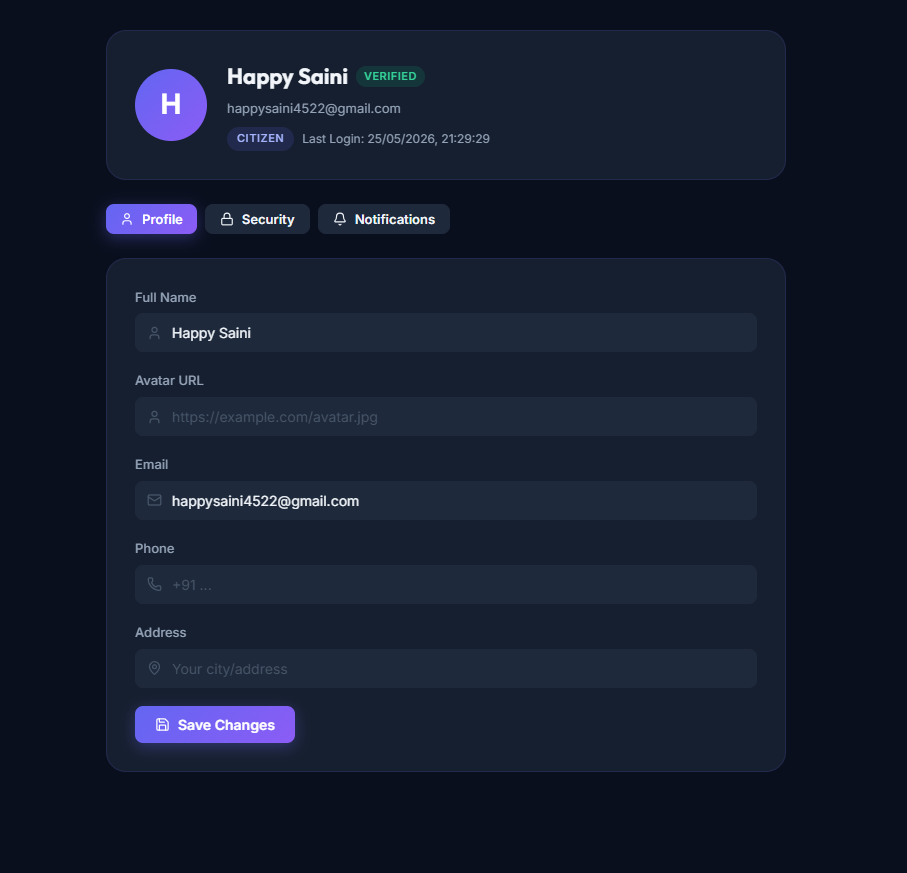 H
Happy Saini VERIFIED
happysaini4522@gmail.com
CITIZEN Last Login: 25/05/2026, 21:29:29
Profile Security Notifications
Full Name
Happy Saini
Avatar URL
https://example.com/avatar.jpg
Email
happysaini4522@gmail.com
Phone
+91 ...
Address
Your city/address
Save Changes